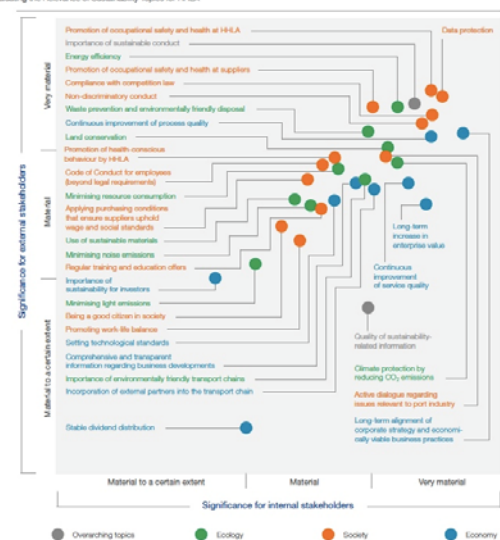 Promotion of occupational safety and health at HHLA
Data protection
Importance of sustainable conduct
Energy efficiency
Promotion of occupational safety and health at suppliers
Compliance with competition law
Non-discriminatory conduct
Waste prevention and environmentally friendly disposal
Continuous improvement of process quality
Land conservation
Promotion of health conscious
behaviour by HHLA
Code of Conduct for employees
(beyond legal requirements)
Minimising resource consumption
Applying purchasing conditions
that ensure suppliers uphold
wage and social standards
Use of sustainable materials
Minimising noise emissions
Regular training and education offers
Importance of
sustainability for investors
Minimising light emissions
Being a good citizen in society
Promoting work-life balance
Setting technological standards
Comprehensive and transparent
information regarding business developments
Importance of environmentally friendly transport chains
Incorporation of external partners into the transport chain
Stable dividend distribution
Long-term
increase in
enterprise value
Continuous
improvement
of service quality
Quality of sustainability-
related information
Climate protection by
reducing CO₂ emissions
Active dialogue regarding
issues relevant to port industry
Long-term alignment of
corporate strategy and economi-
cally viable business practices
Significance for external stakeholders
Very material
Material
Material to a certain extent
Material to a certain extent
Material
Very material
Significance for internal stakeholders
Overarching topics
Ecology
Society
Economy